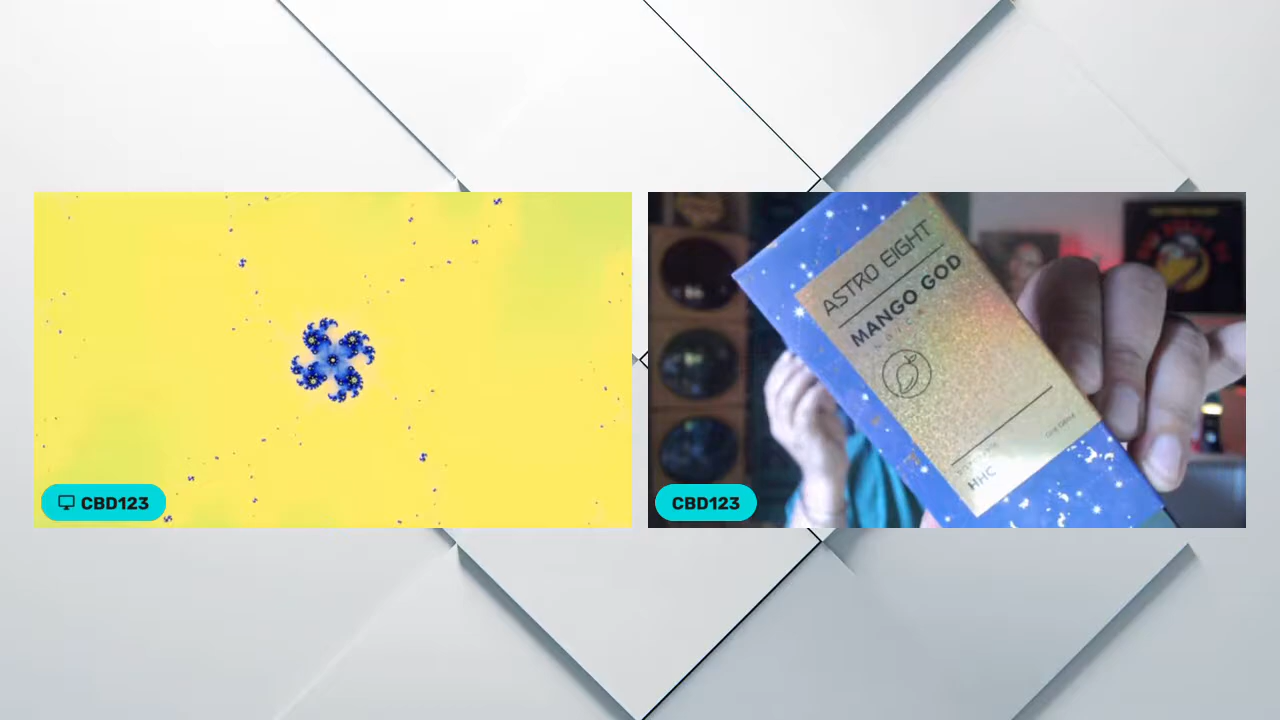 CBD123
ASTRO EIGHT
MANGO GOD
HHC
CBD123